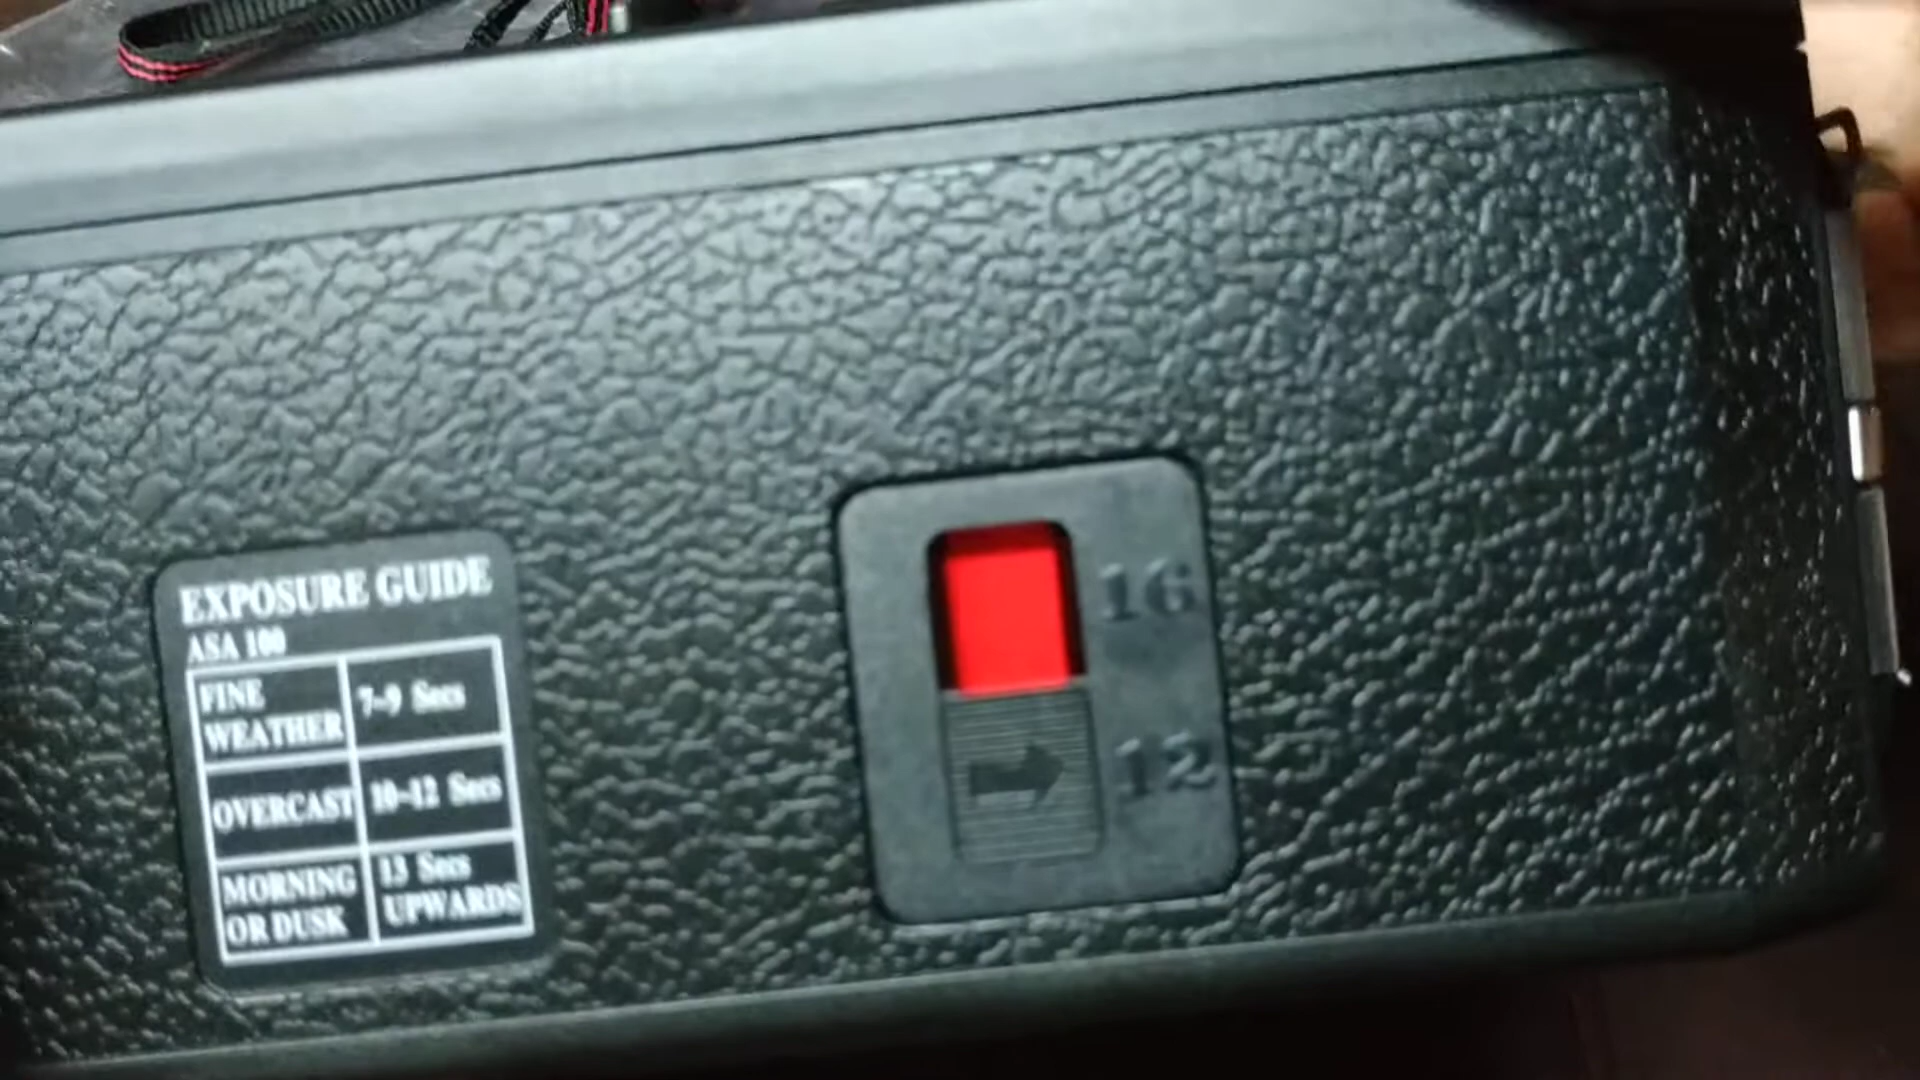 EXPOSURE GUIDE
ASA 100
FINE WEATHER 7-9 Secs
OVERCAST 10-12 Secs
MORNING OR DUSK 13 Secs UPWARDS
16
12